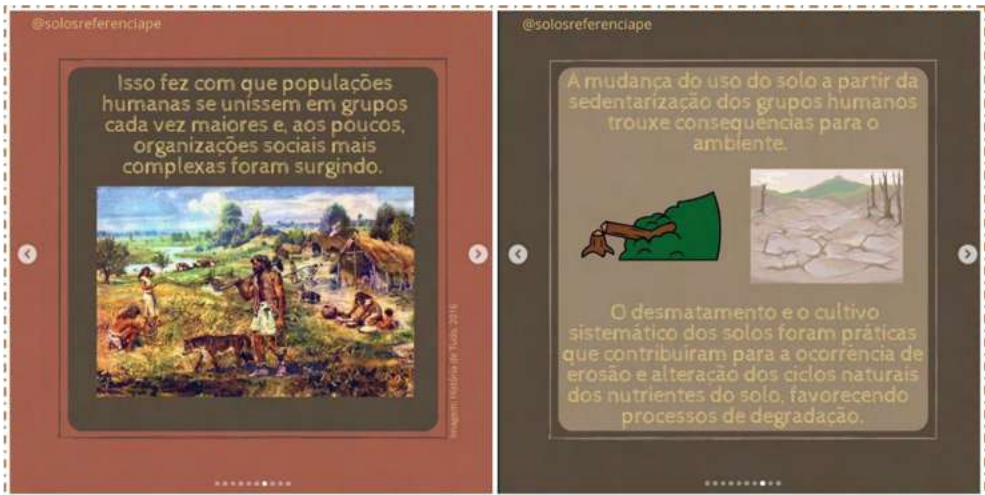 @solosreferenciape
Isso fez com que populações
humanas se unissem em grupos
cada vez maiores e, aos poucos,
organizações sociais mais
complexas foram surgindo.
Imagem: História de Tudo, 2016
@solosreferenciape
A mudança do uso do solo a partir da
sedentarização dos grupos humanos
trouxe consequências para o
ambiente.
O desmatamento e o cultivo
sistemático dos solos foram práticas
que contribuíram para a ocorrência de
erosão e alteração dos ciclos naturais
dos nutrientes do solo, favorecendo
processos de degradação.